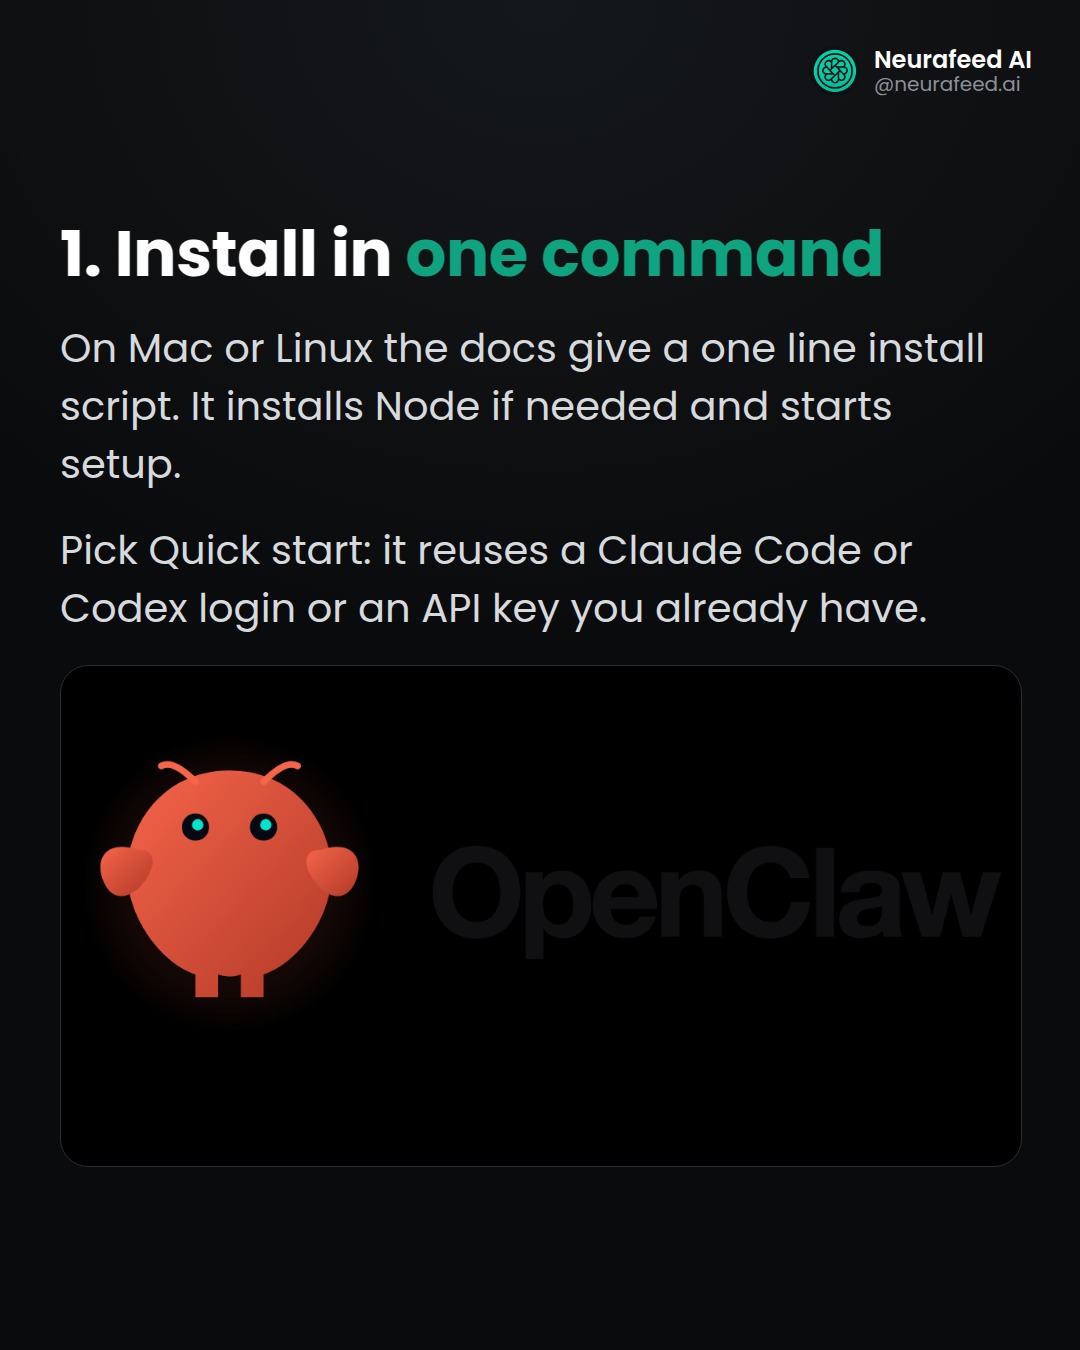 Neurafeed AI
@neurafeed.ai
1. Install in one command
On Mac or Linux the docs give a one line install
script. It installs Node if needed and starts
setup.
Pick Quick start: it reuses a Claude Code or
Codex login or an API key you already have.
OpenClaw